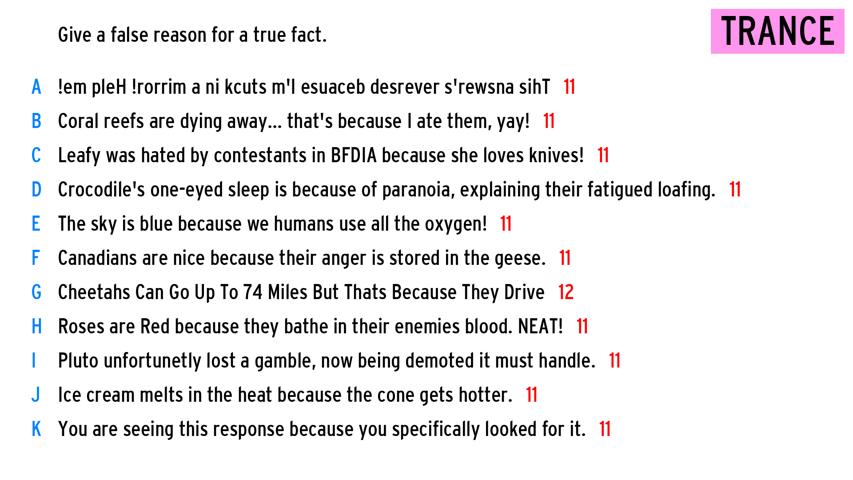 Give a false reason for a true fact.
TRANCE
A !em pleH !rorrim a ni kcuts m'I esuaceb desrever s'rewsna sihT 11
B Coral reefs are dying away... that's because I ate them, yay! 11
C Leafy was hated by contestants in BFDIA because she loves knives! 11
D Crocodile's one-eyed sleep is because of paranoia, explaining their fatigued loafing. 11
E The sky is blue because we humans use all the oxygen! 11
F Canadians are nice because their anger is stored in the geese. 11
G Cheetahs Can Go Up To 74 Miles But Thats Because They Drive 12
H Roses are Red because they bathe in their enemies blood. NEAT! 11
I Pluto unfortunetly lost a gamble, now being demoted it must handle. 11
J Ice cream melts in the heat because the cone gets hotter. 11
K You are seeing this response because you specifically looked for it. 11